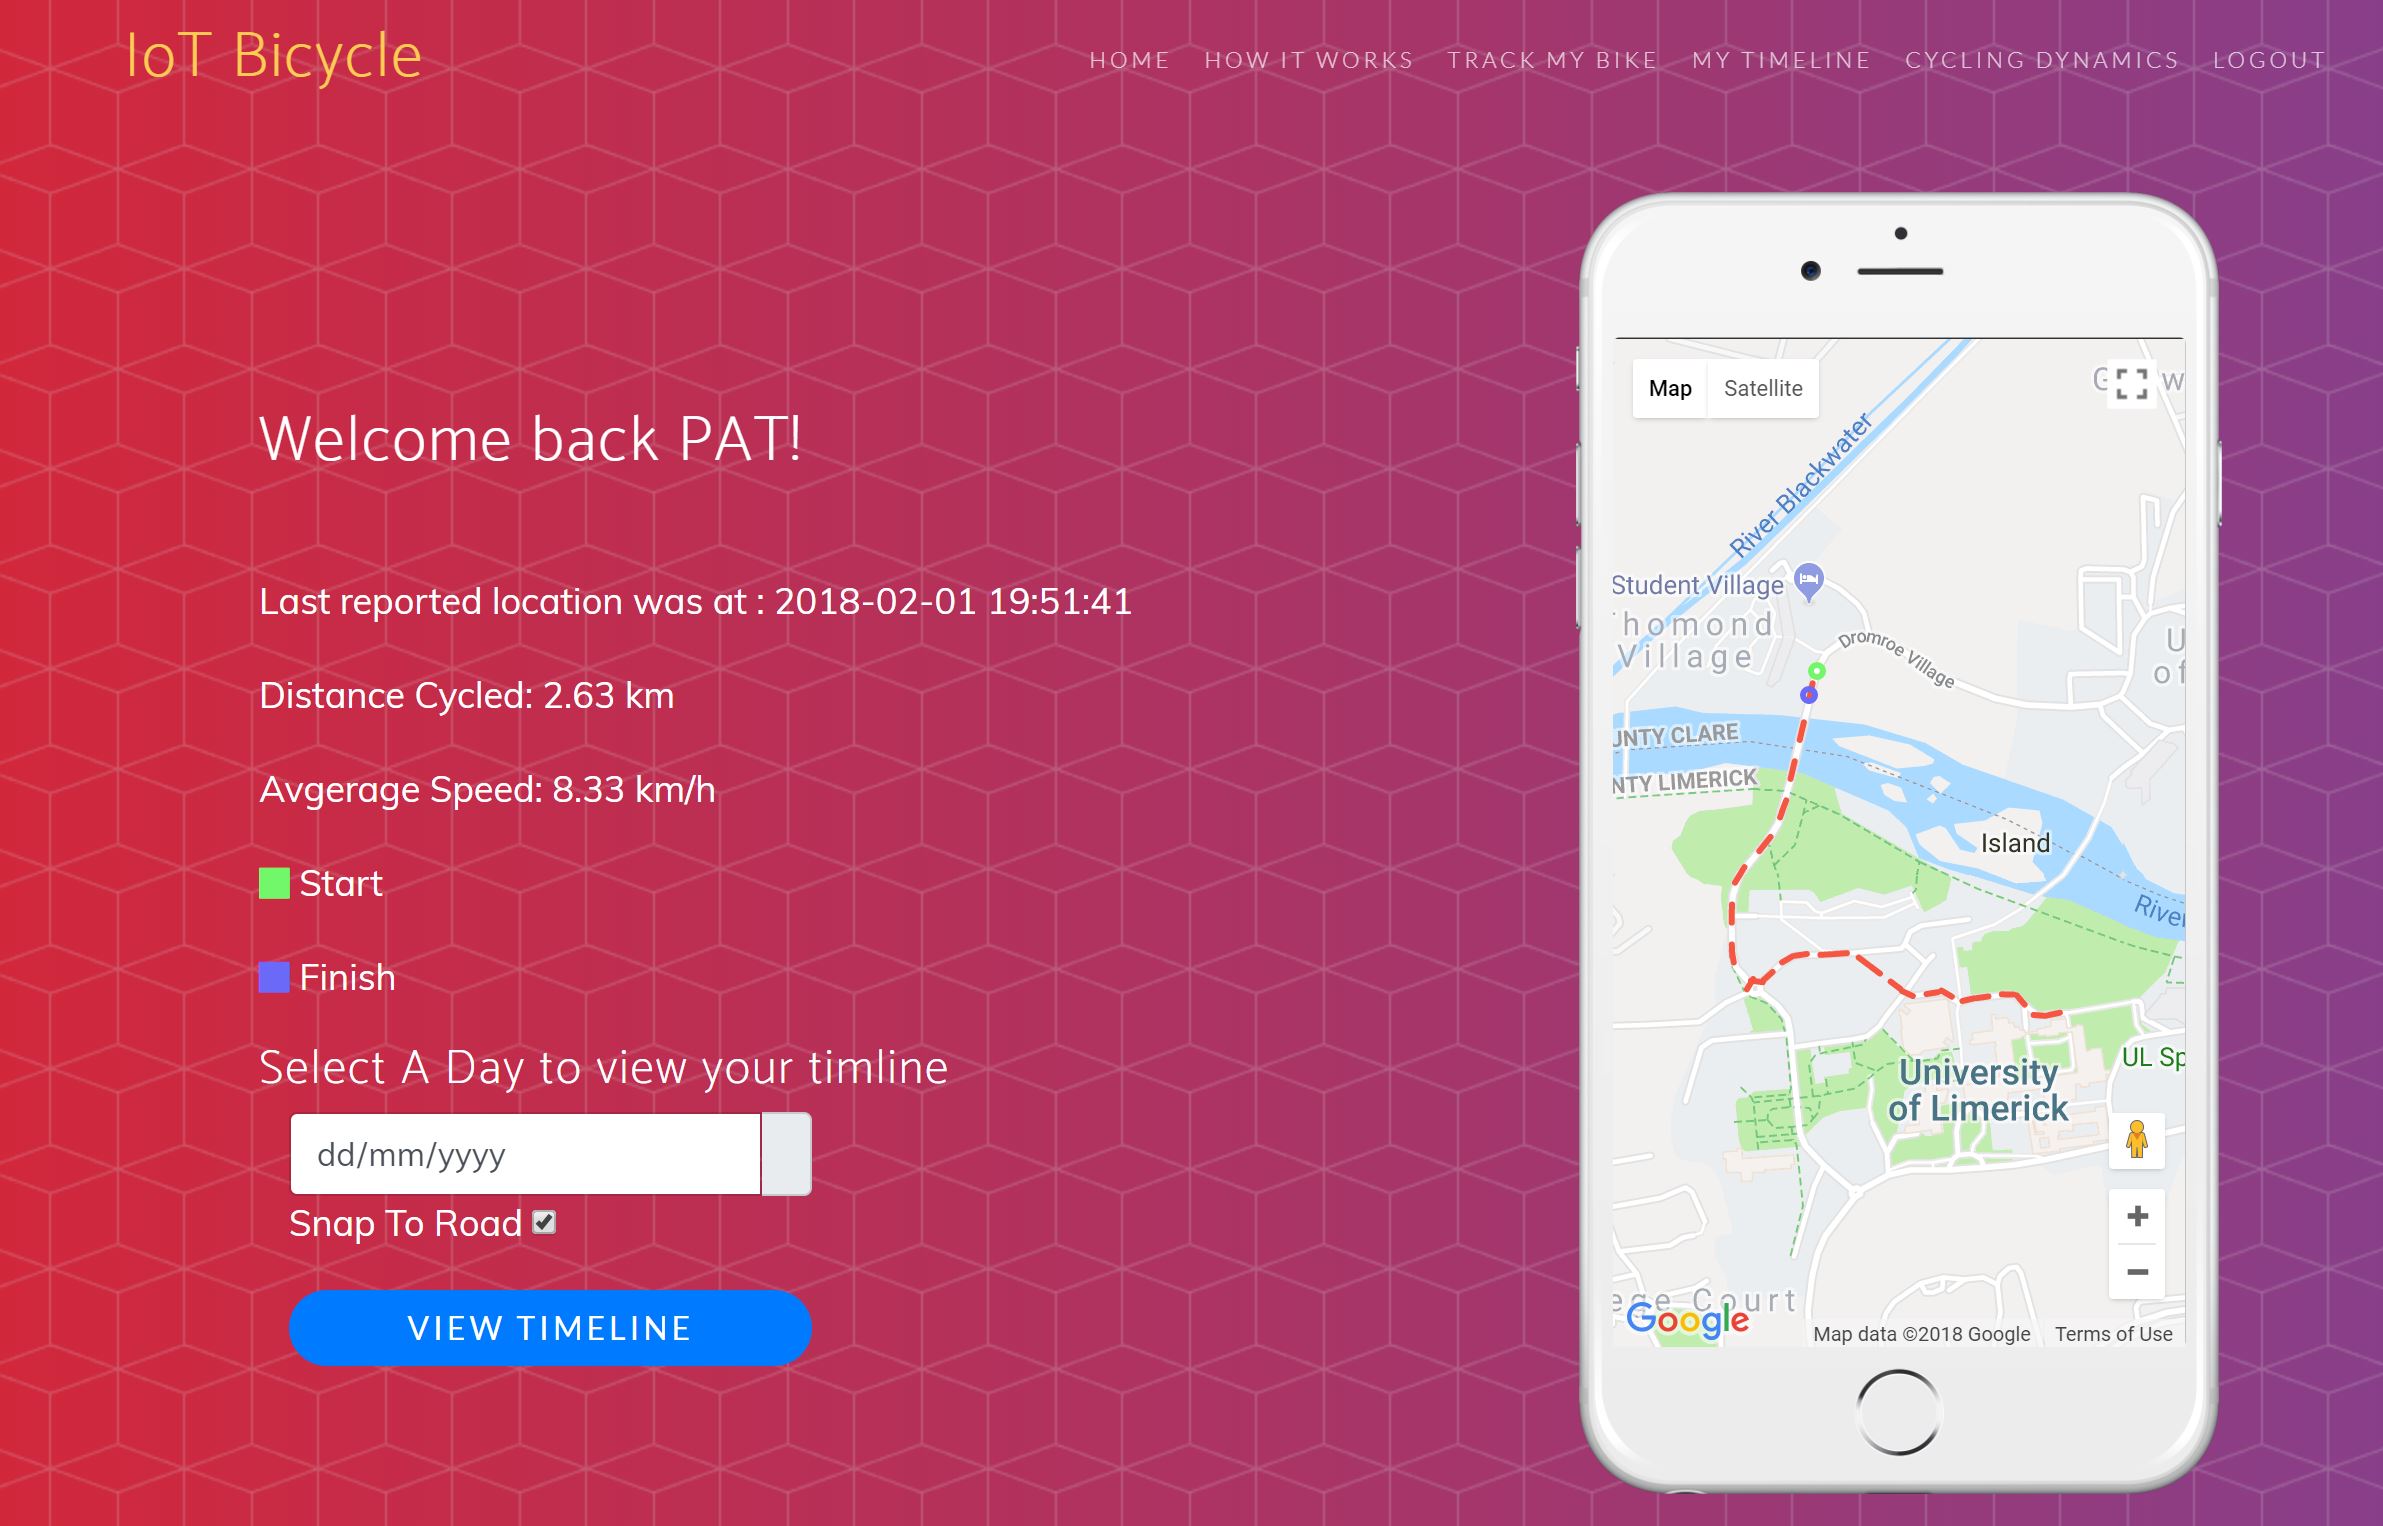 IoT Bicycle
HOME HOW IT WORKS TRACK MY BIKE MY TIMELINE CYCLING DYNAMICS LOGOUT
Welcome back PAT!
Last reported location was at : 2018-02-01 19:51:41
Distance Cycled: 2.63 km
Avgerage Speed: 8.33 km/h
Start
Finish
Select A Day to view your timline
dd/mm/yyyy
Snap To Road
VIEW TIMELINE
Map Satellite
River Blackwater
Student Village
homond
Village
Dromroe Village
UNTY CLARE
NTY LIMERICK
Island
River
University
of Limerick
UL Sp
ege Court
Google
Map data ©2018 Google Terms of Use